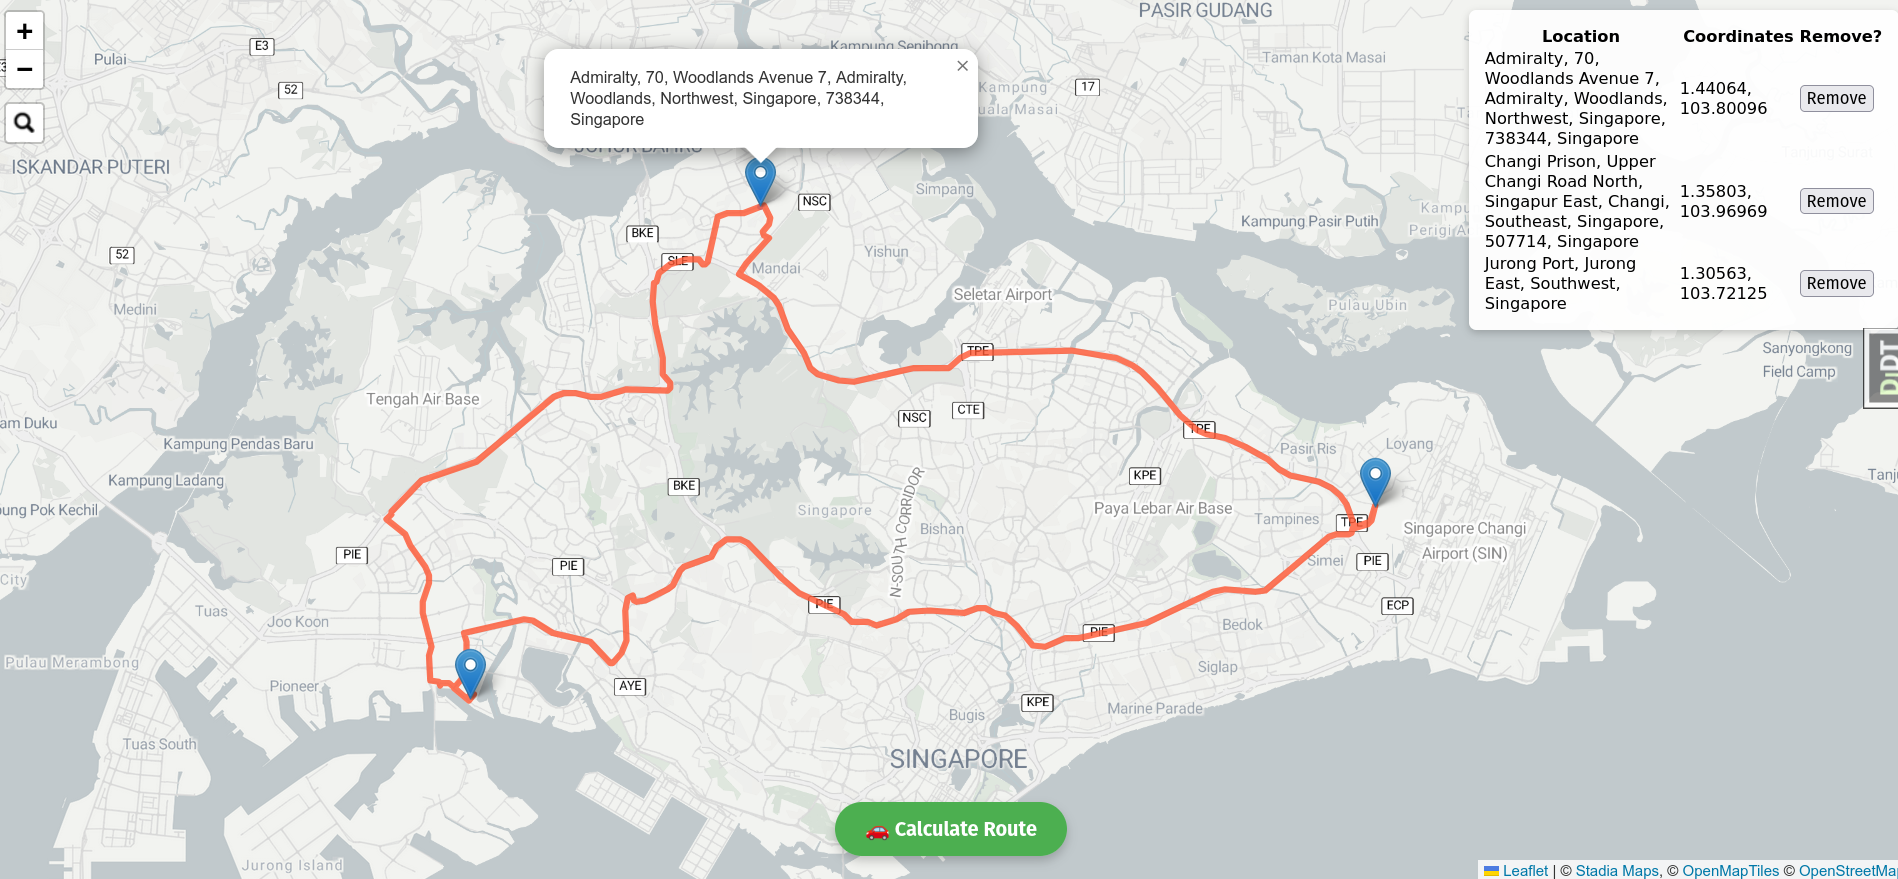 +
−
E3
Pulai
52
ISKANDAR PUTERI
52
Medini
PASIR GUDANG
Kampung Senibong
Taman Kota Masai
17
Kampung
Admiralty, 70, Woodlands Avenue 7, Admiralty,
Woodlands, Northwest, Singapore, 738344,
Singapore
×
JOHOR BAHRU
NSC
Simpang
BKE
SLE
Mandai
Yishun
Kampung Pasir Putih
Seletar Airport
Pulau Ubin
Location Coordinates Remove?
Admiralty, 70,
Woodlands Avenue 7,
Admiralty, Woodlands,
Northwest, Singapore,
738344, Singapore
1.44064,
103.80096
Remove
Changi Prison, Upper
Changi Road North,
Singapur East, Changi,
Southeast, Singapore,
507714, Singapore
1.35803,
103.96969
Remove
Jurong Port, Jurong
East, Southwest,
Singapore
1.30563,
103.72125
Remove
Sanyongkong
Field Camp
DIDT
TPE
Tengah Air Base
am Duku
Kampung Pendas Baru
Kampung Ladang
ung Pok Kechil
NSC
CTE
TPE
Pasir Ris
Loyang
KPE
Tanj
BKE
Singapore
N-SOUTH CORRIDOR
Bishan
Paya Lebar Air Base
Tampines
TPE
Singapore Changi
Airport (SIN)
Simei
PIE
PIE
PIE
City
Tuas
Joo Koon
PIE
ECP
Bedok
PIE
Pulau Merambong
Pioneer
AYE
Siglap
KPE
Marine Parade
Bugis
Tuas South
SINGAPORE
🚗 Calculate Route
Jurong Island
Leaflet | © Stadia Maps, © OpenMapTiles © OpenStreetMa